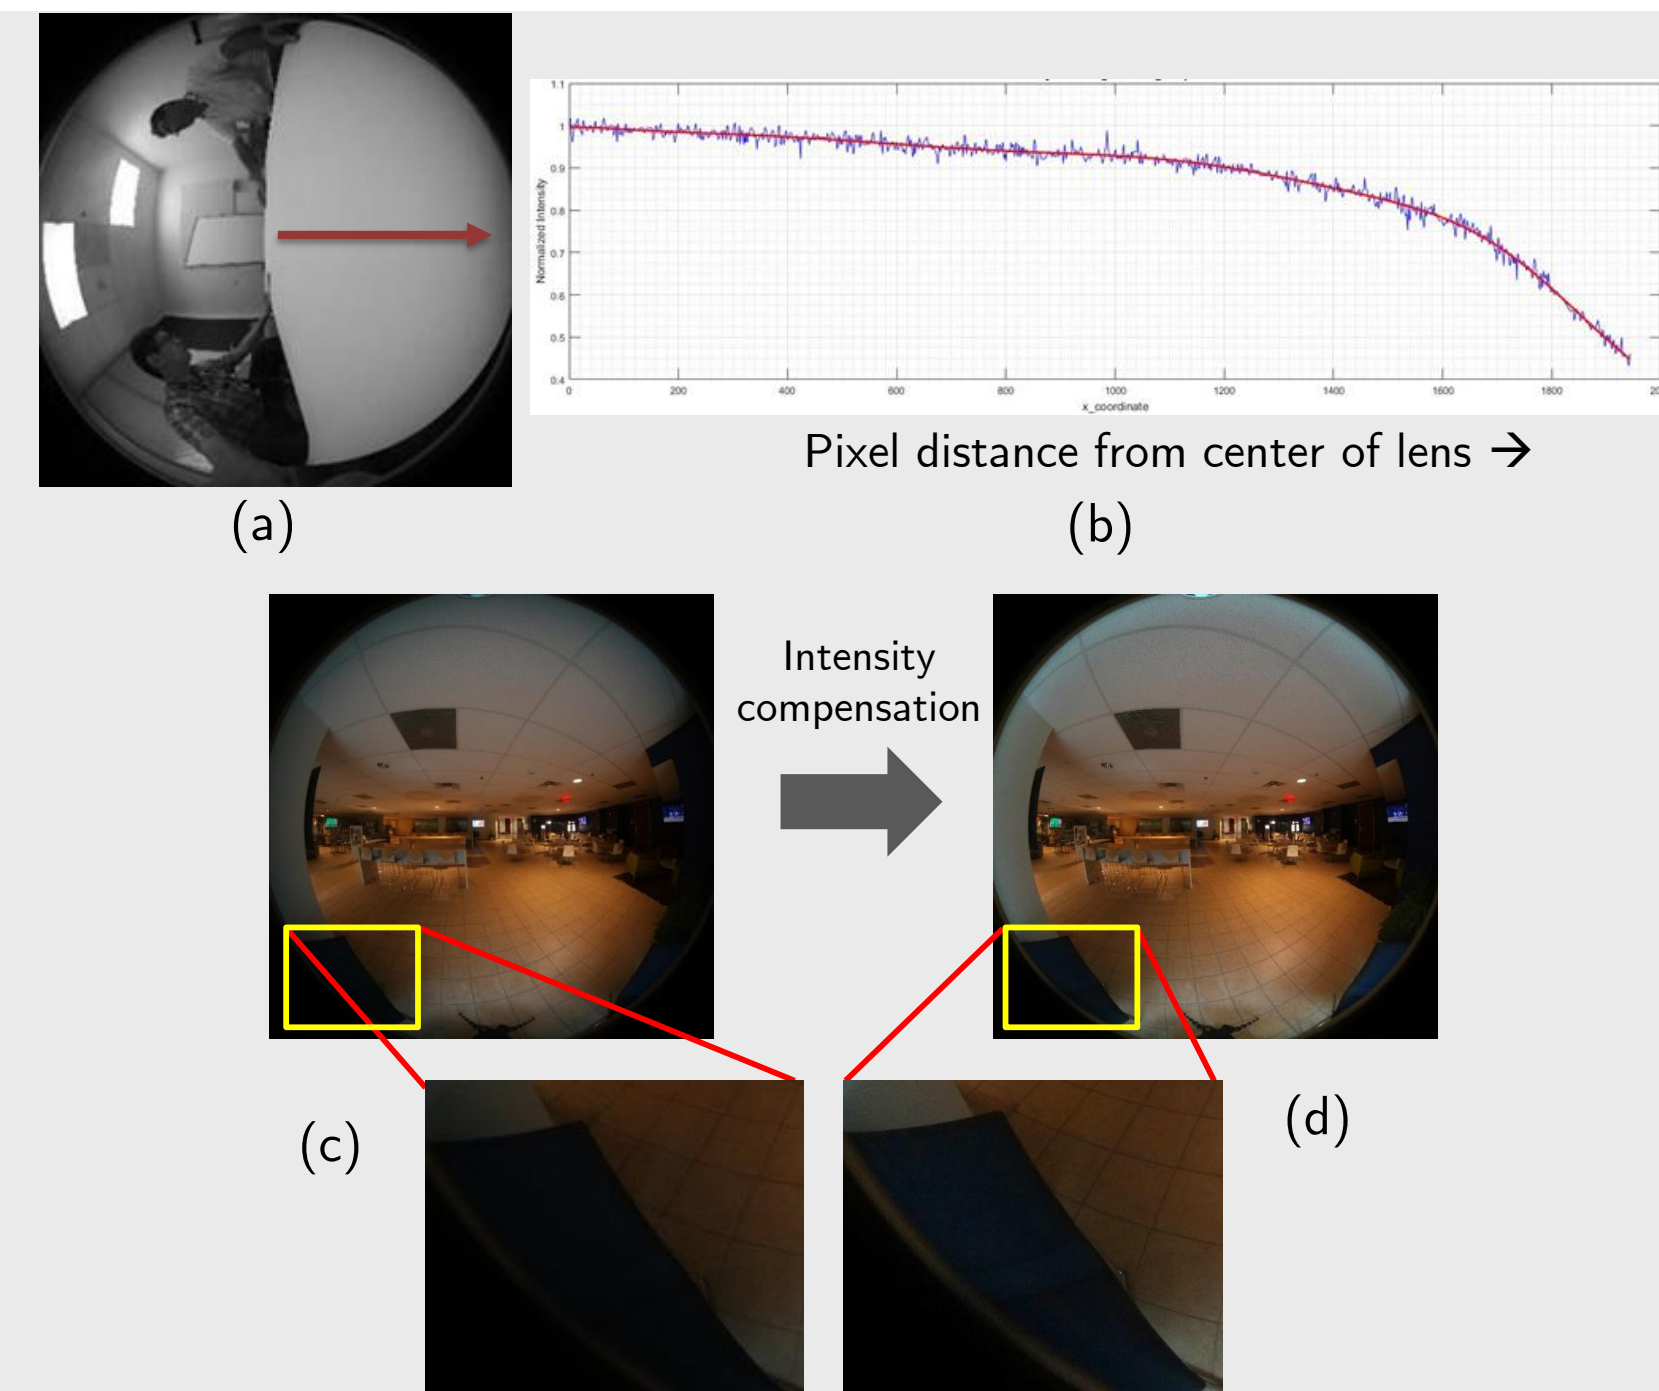 1.1
1
0.9
0.8
0.7
0.6
0.5
0.4
Normalized Intensity
0
200
400
600
800
1000
1200
1400
1600
1800
x_coordinate
Pixel distance from center of lens →
(a)
(b)
Intensity
compensation
(c)
(d)